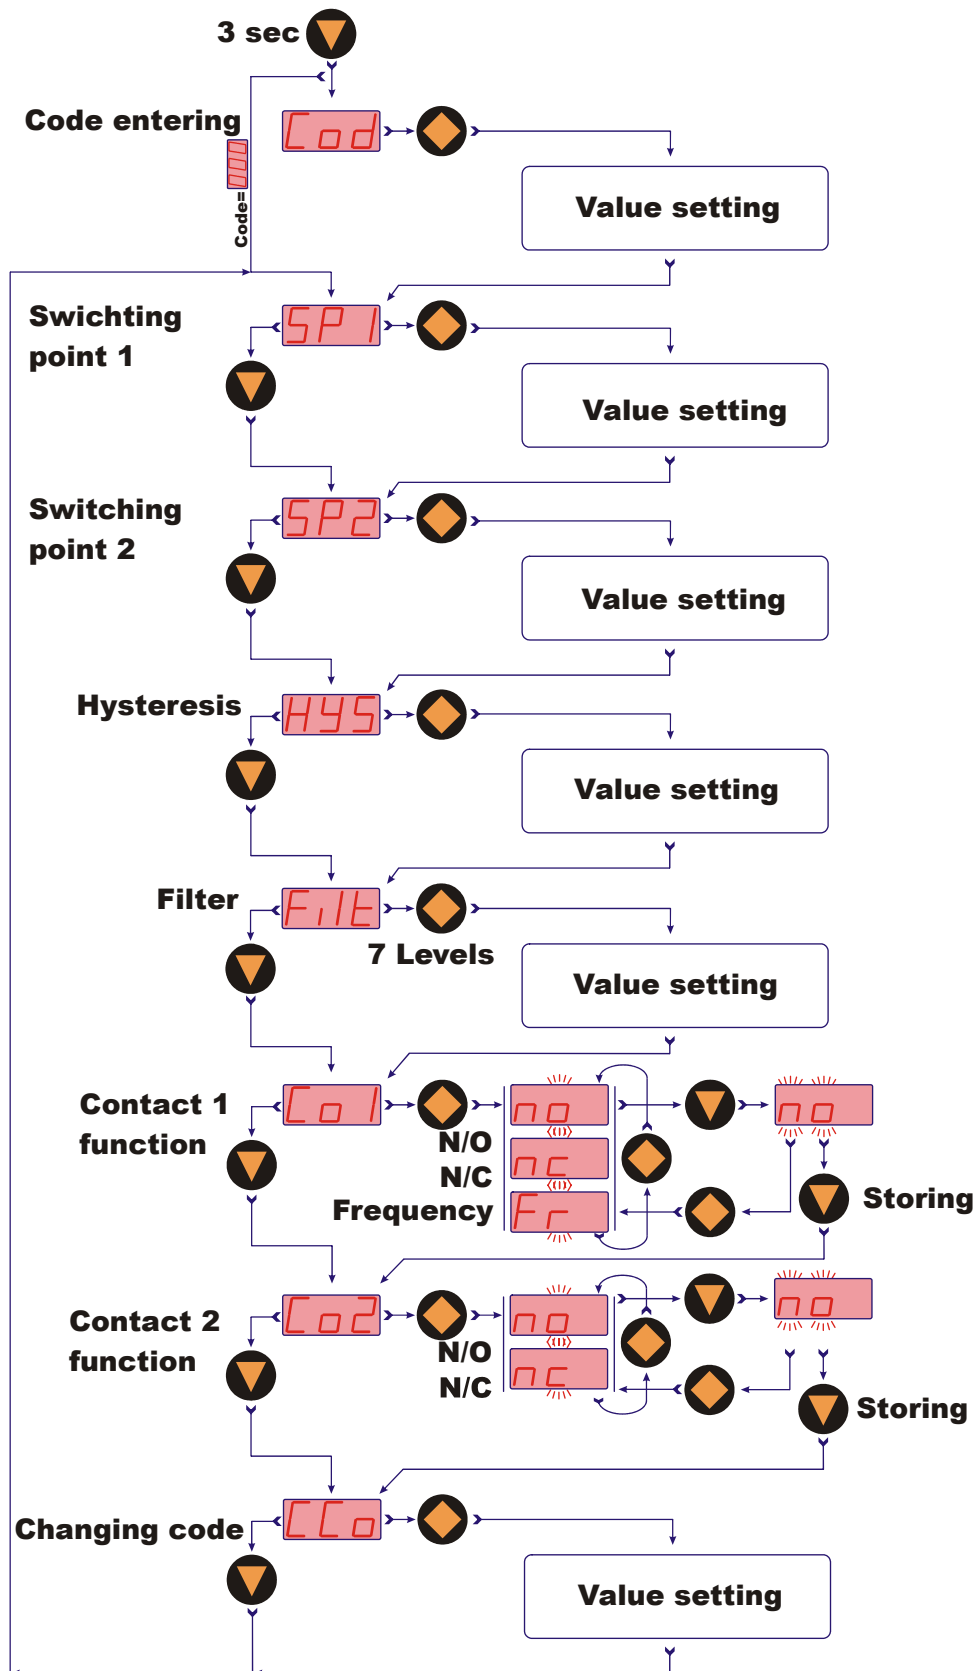 3 sec
Code entering
Cod
000
Code=
Value setting
Swichting
point 1
SP1
Value setting
Switching
point 2
SP2
Value setting
Hysteresis
HYS
Value setting
Filter
Filt
7 Levels
Value setting
Contact 1
function
Co1
no
no
N/O
nc
N/C
Frequency
Fr
Storing
Contact 2
function
Co2
no
no
N/O
nc
N/C
Storing
Changing code
CCo
Value setting